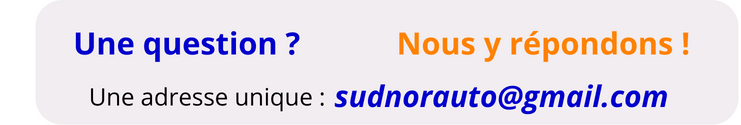 Une question ? Nous y répondons !
Une adresse unique : sudnorauto@gmail.com